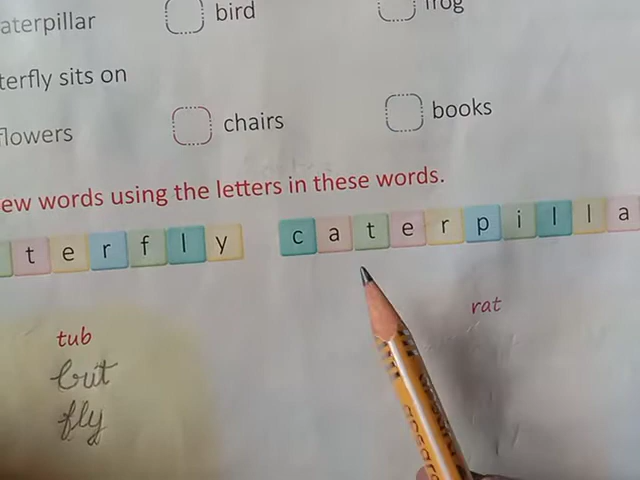 aterpillar bird frog
terfly sits on
flowers chairs books
ew words using the letters in these words.
t e r f l y c a t e r p i l l a
tub rat
but
fly